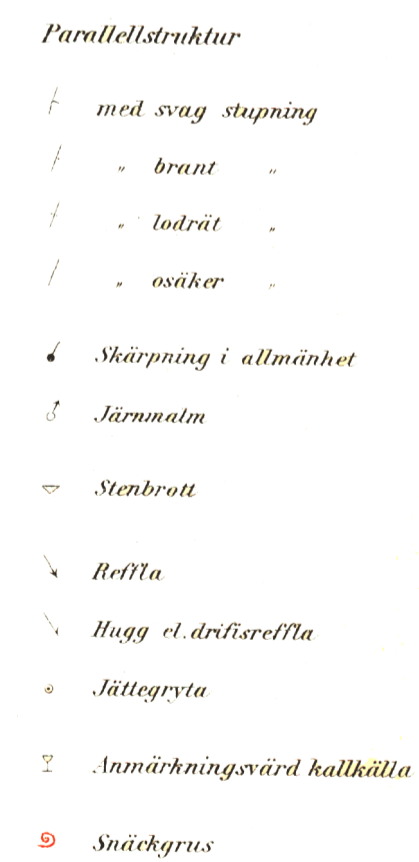 Parallellstruktur
med svag stupning
„ brant „
„ lodrät „
„ osäker „
Skärpning i allmänhet
Järnmalm
Stenbrott
Reffla
Hugg el. drifisreffla
Jättegryta
Anmärkningsvärd kallkälla
Snäckgrus